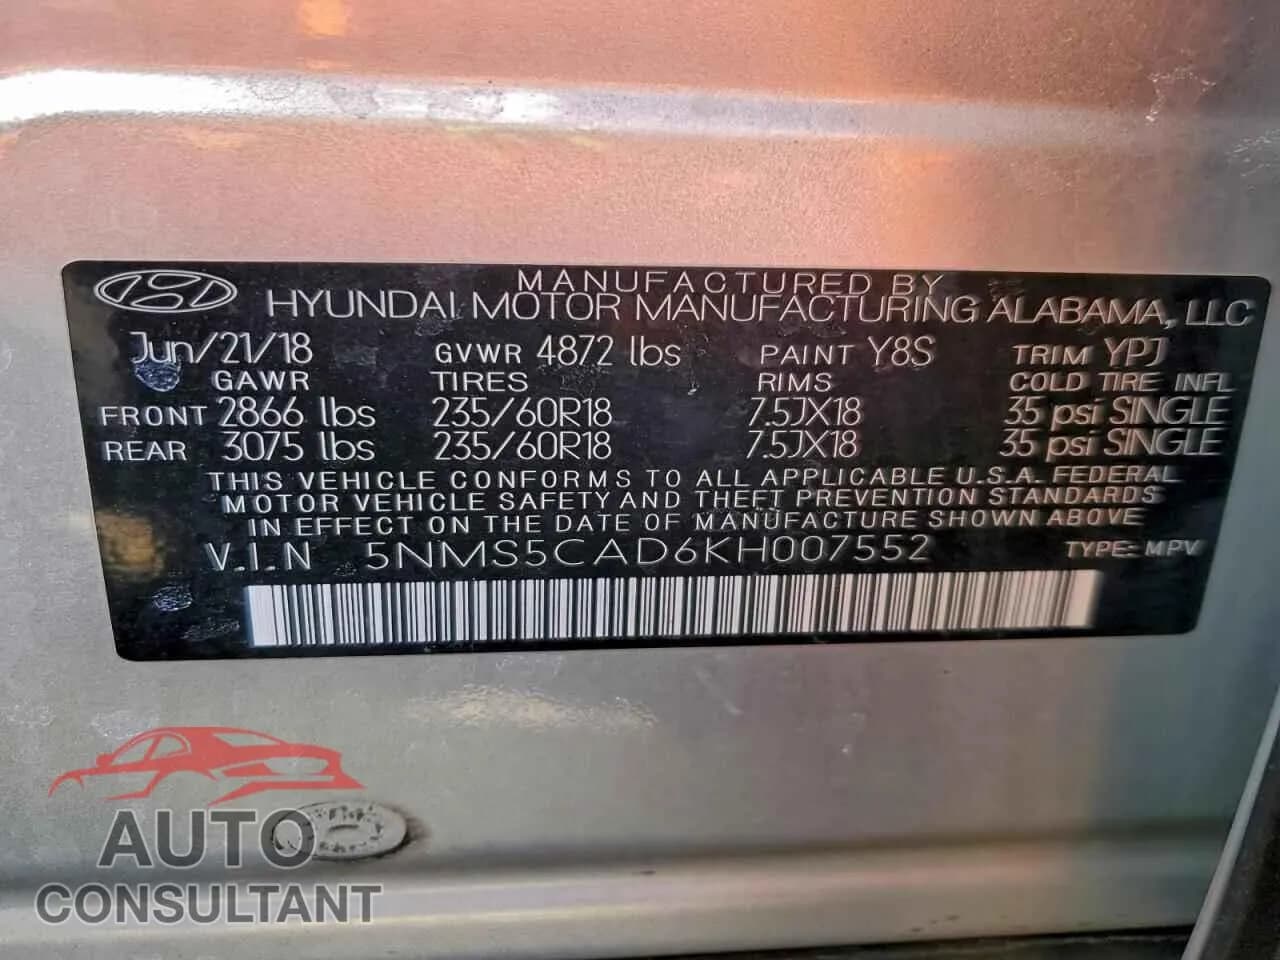 MANUFACTURED BY
HYUNDAI MOTOR MANUFACTURING ALABAMA, LLC
Jun/21/18 GVWR 4872 lbs PAINT Y8S TRIM YPJ
GAWR TIRES RIMS COLD TIRE INFL
FRONT 2866 lbs 235/60R18 7.5JX18 35 psi SINGLE
REAR 3075 lbs 235/60R18 7.5JX18 35 psi SINGLE
THIS VEHICLE CONFORMS TO ALL APPLICABLE U.S.A. FEDERAL
MOTOR VEHICLE SAFETY AND THEFT PREVENTION STANDARDS
IN EFFECT ON THE DATE OF MANUFACTURE SHOWN ABOVE
V.I.N 5NMS5CAD6KH007552 TYPE: MPV
AUTO
CONSULTANT